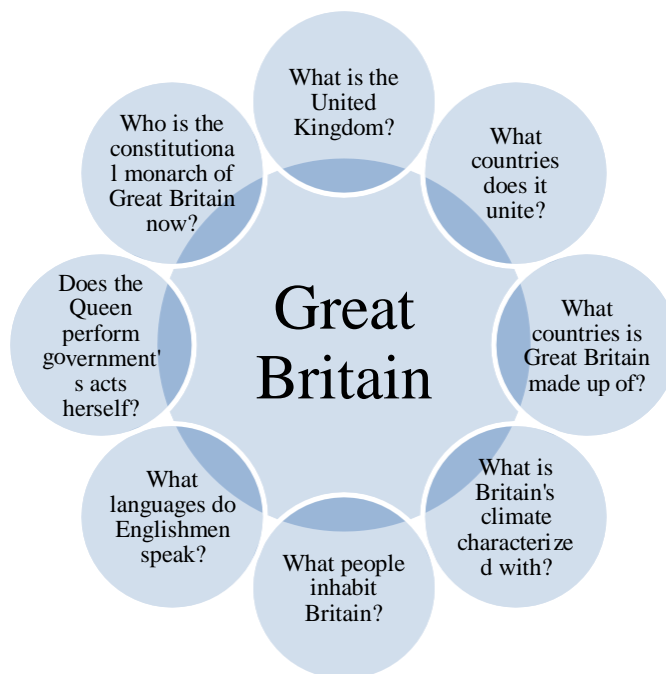 What is the
United
Kingdom?
What
countries
does it
unite?
What
countries is
Great Britain
made up of?
What is
Britain's
climate
characterize
d with?
What people
inhabit
Britain?
What
languages do
Englishmen
speak?
Does the
Queen
perform
government'
s acts
herself?
Who is the
constitutiona
l monarch of
Great Britain
now?
Great
Britain